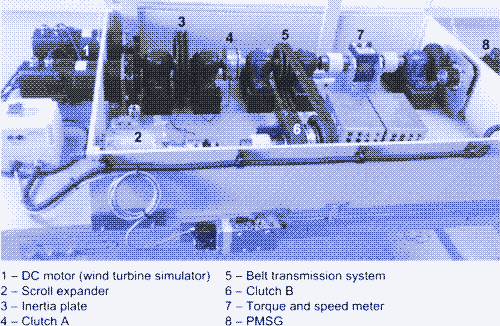 3
4
5
7
8
1
2
6
1 – DC motor (wind turbine simulator)
2 – Scroll expander
3 – Inertia plate
4 – Clutch A
5 – Belt transmission system
6 – Clutch B
7 – Torque and speed meter
8 – PMSG